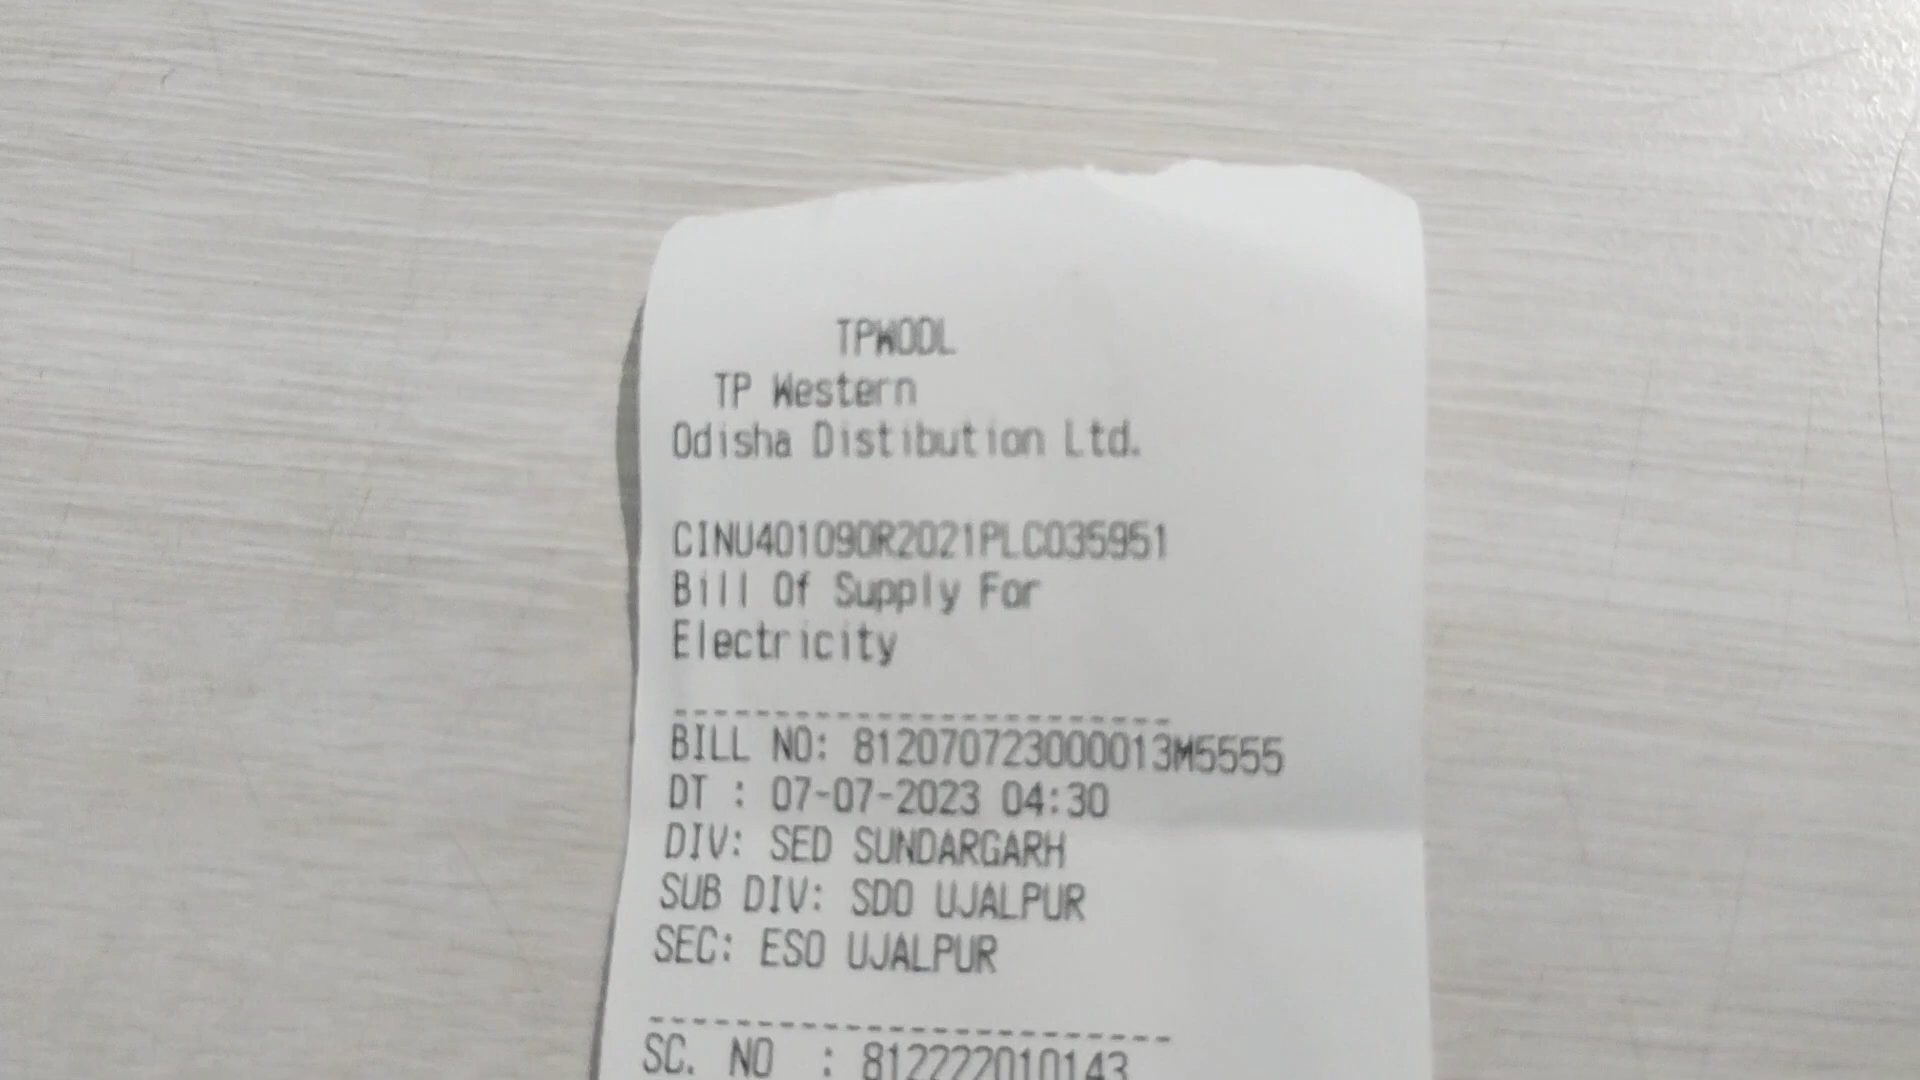 TPWODL
TP Western
Odisha Distibution Ltd.
CINU40109OR2021PLC035951
Bill Of Supply For
Electricity
BILL NO: 812070723000013M5555
DT : 07-07-2023 04:30
DIV: SED SUNDARGARH
SUB DIV: SDO UJALPUR
SEC: ESO UJALPUR
SC. NO : 812222010143